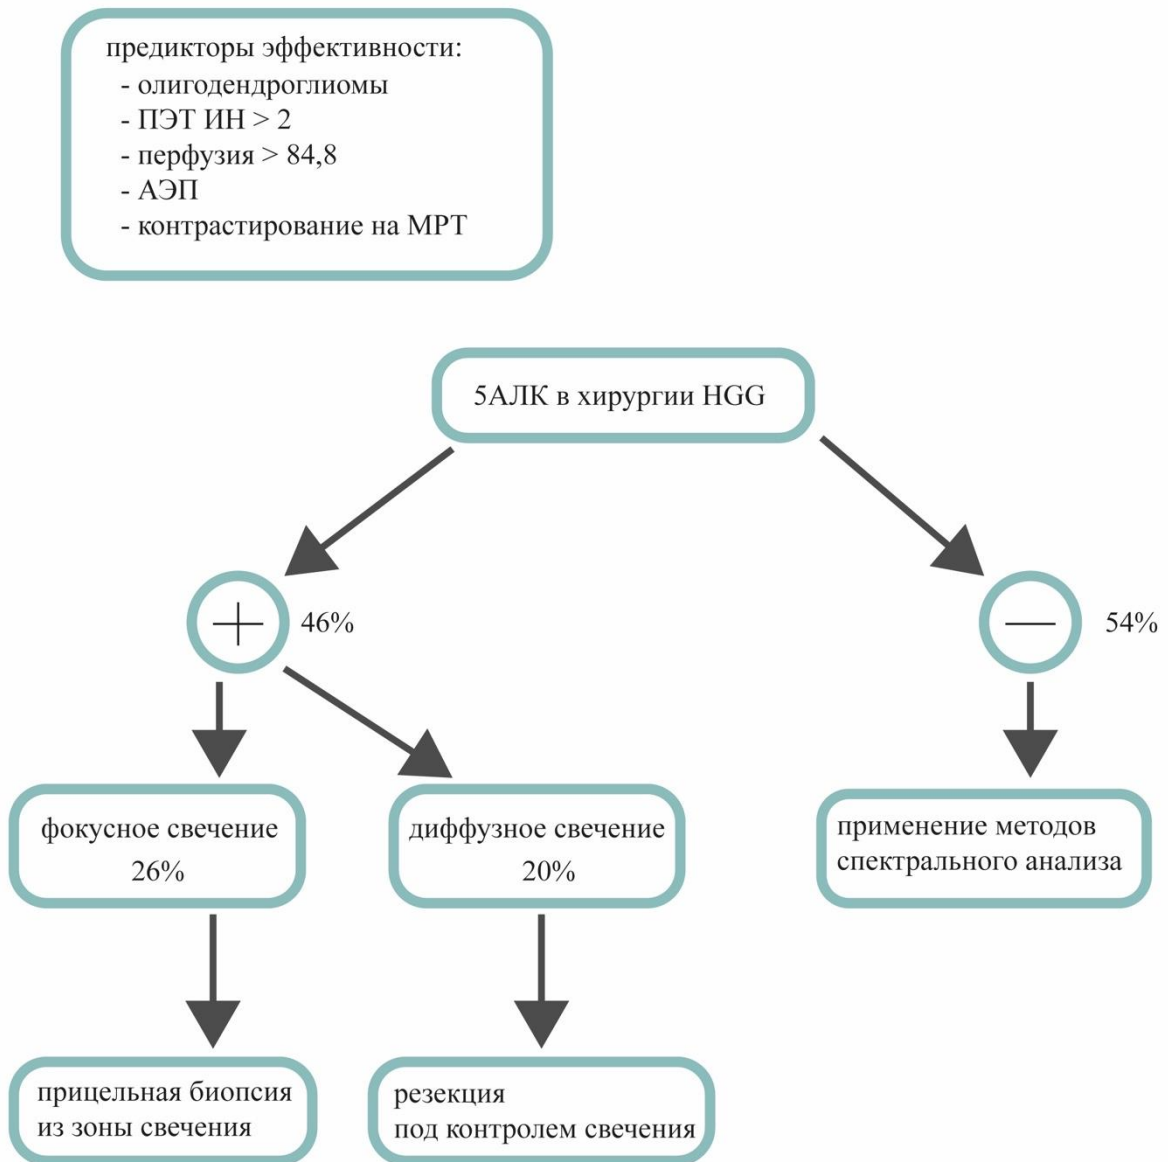 предикторы эффективности:
- олигодендроглиомы
- ПЭТ ИН > 2
- перфузия > 84,8
- АЭП
- контрастирование на МРТ
5АЛК в хирургии HGG
+ 46%
— 54%
фокусное свечение
26%
диффузное свечение
20%
применение методов
спектрального анализа
прицельная биопсия
из зоны свечения
резекция
под контролем свечения